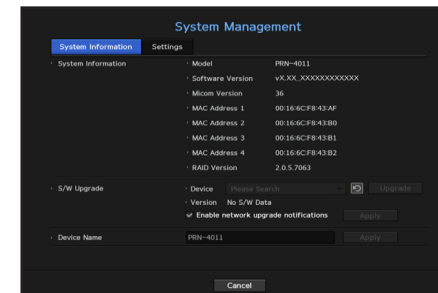 System Management
System Information Settings
System Information Model PRN-4011
Software Version vX.XX_XXXXXXXXXXXX
Micom Version 36
MAC Address 1 00:16:6C:F8:43:AF
MAC Address 2 00:16:6C:F8:43:B0
MAC Address 3 00:16:6C:F8:43:B1
MAC Address 4 00:16:6C:F8:43:B2
RAID Version 2.0.5.7063
S/W Upgrade Device Please Search Upgrade
Version No S/W Data
Enable network upgrade notifications Apply
Device Name PRN-4011 Apply
Cancel